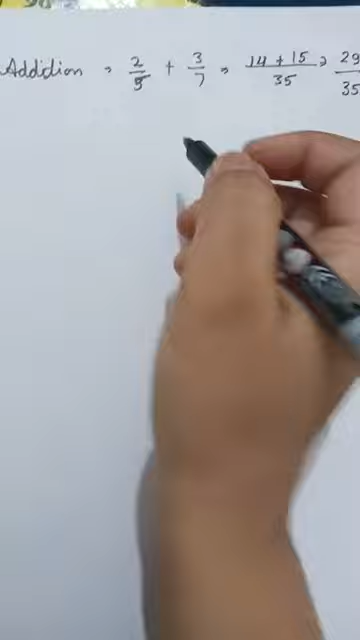 Addition = 2/5 + 3/7 = 14 + 15/35 = 29/35